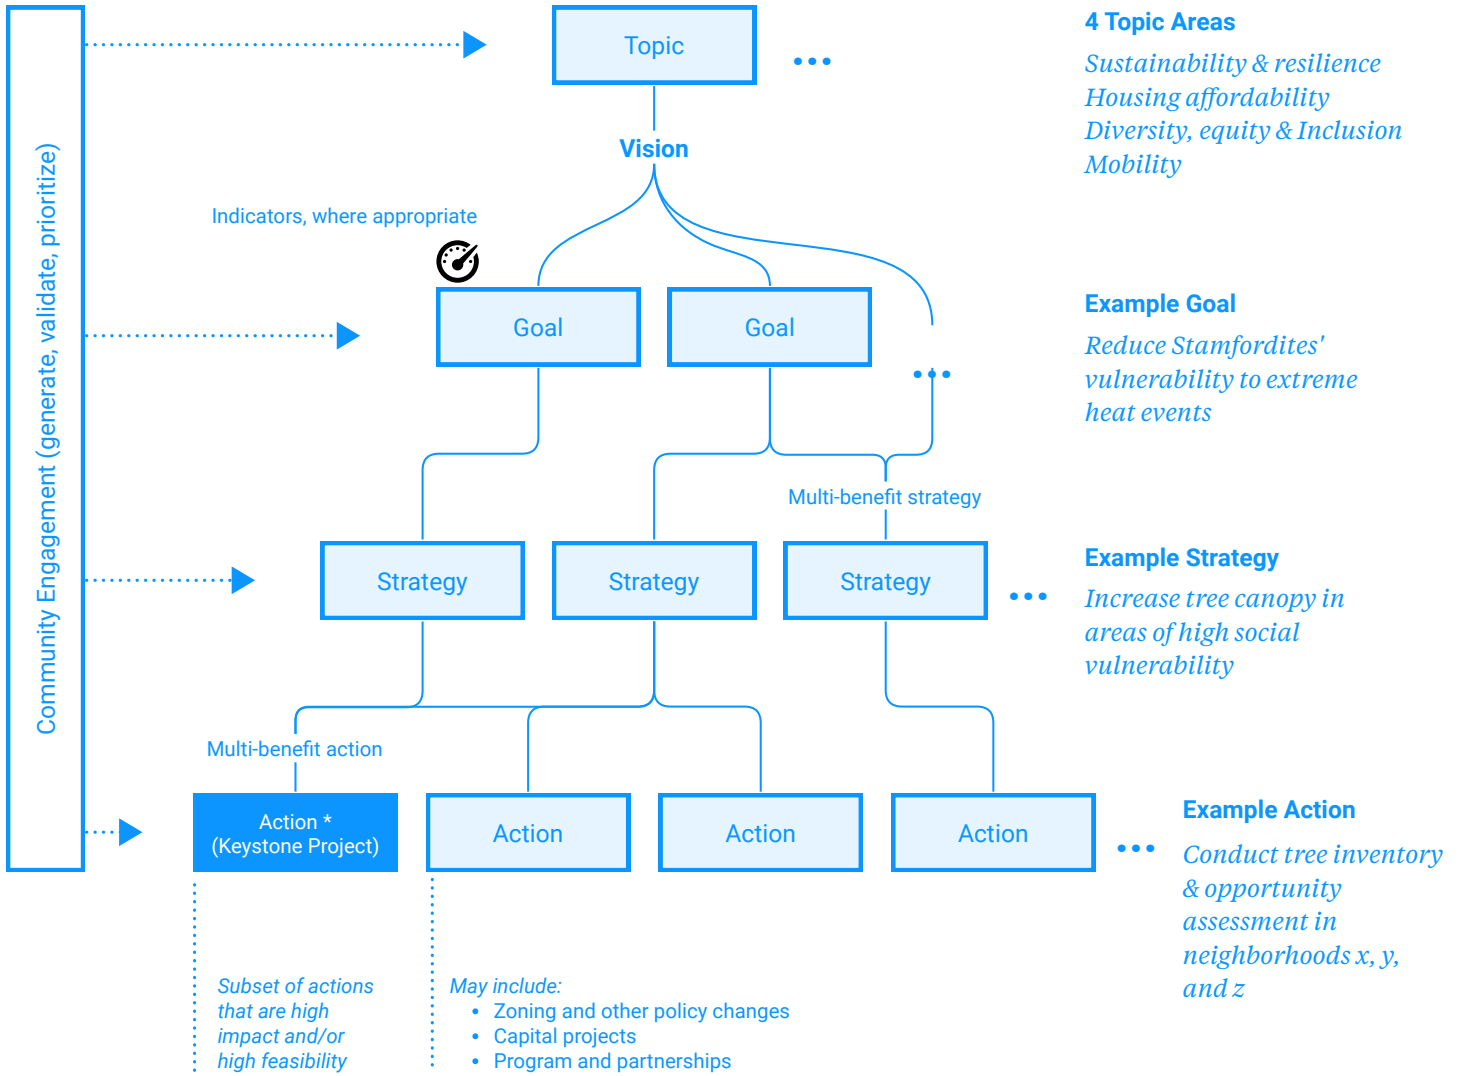 Community Engagement (generate, validate, prioritize)
Topic
Vision
Indicators, where appropriate
Goal
Goal
Multi-benefit strategy
Strategy
Strategy
Strategy
Multi-benefit action
Action *
(Keystone Project)
Action
Action
Action
Subset of actions
that are high
impact and/or
high feasibility
May include:
• Zoning and other policy changes
• Capital projects
• Program and partnerships
4 Topic Areas
Sustainability & resilience
Housing affordability
Diversity, equity & Inclusion
Mobility
Example Goal
Reduce Stamfordites'
vulnerability to extreme
heat events
Example Strategy
Increase tree canopy in
areas of high social
vulnerability
Example Action
Conduct tree inventory
& opportunity
assessment in
neighborhoods x, y,
and z